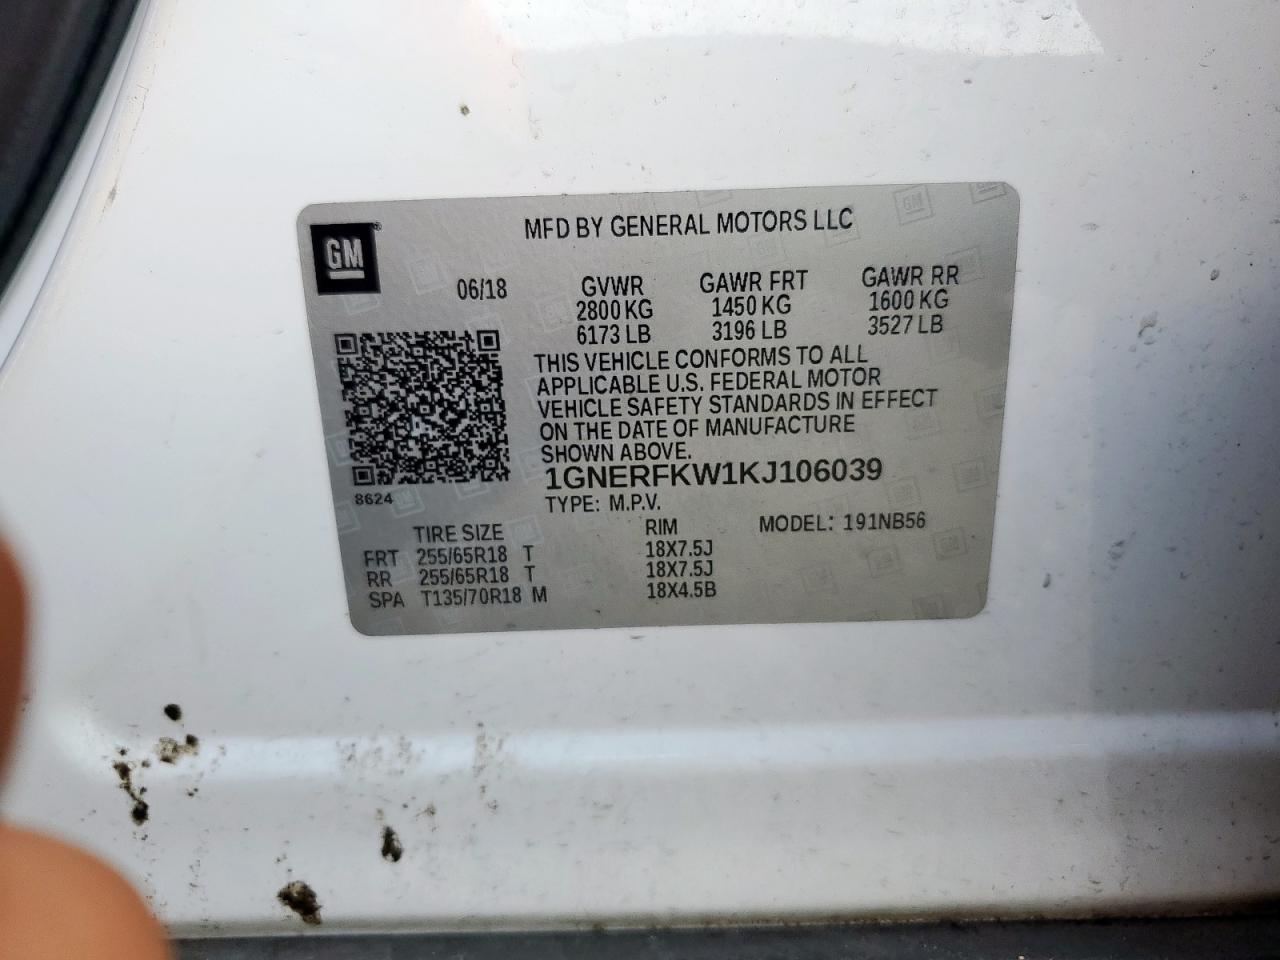 MFD BY GENERAL MOTORS LLC
GM
06/18 GVWR GAWR FRT GAWR RR
2800 KG 1450 KG 1600 KG
6173 LB 3196 LB 3527 LB
THIS VEHICLE CONFORMS TO ALL
APPLICABLE U.S. FEDERAL MOTOR
VEHICLE SAFETY STANDARDS IN EFFECT
ON THE DATE OF MANUFACTURE
SHOWN ABOVE.
1GNERFKW1KJ106039
8624
TYPE: M.P.V.
TIRE SIZE RIM MODEL: 191NB56
FRT 255/65R18 T 18X7.5J
RR 255/65R18 T 18X7.5J
SPA T135/70R18 M 18X4.5B